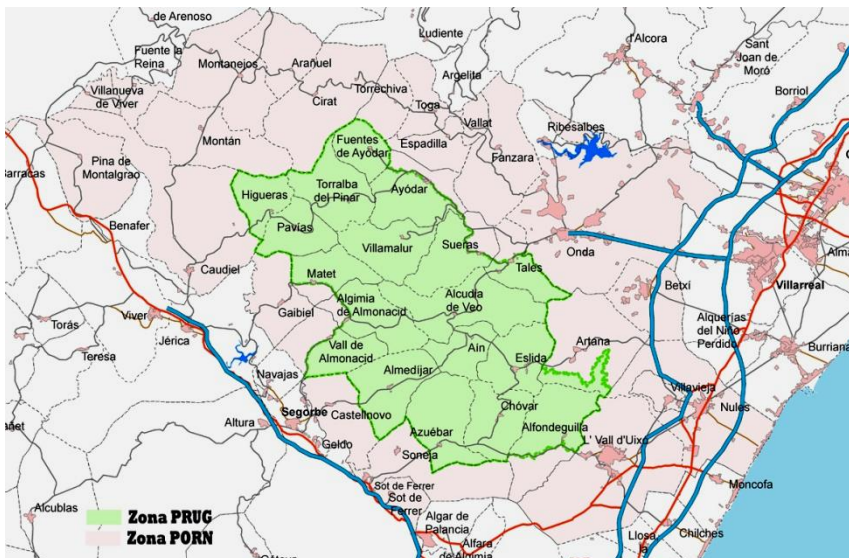 de Arenoso
Ludiente
d'Alcora
Sant
Joan de
Moró
Fuente la
Reina
Montanejos
Arañuel
Argelita
Borriol
Villanueva
de Viver
Cirat
Torrechiva
Toga
Vallat
Ribesalbes
Montán
Fuentes
de Ayódar
Espadilla
Fanzara
Pina de
Montalgrao
Barracas
Higueras
Torralba
del Pinar
Ayódar
Benafer
Pavías
Villamalur
Sueras
Onda
Caudiel
Matet
Tales
Betxí
Villarreal
Viver
Algimia
de Almonacid
Alcudia
de Veo
Alquerías
del Niño
Perdido
Torás
Gaibiel
Jérica
Teresa
Vall de
Almonacid
Aín
Artana
Burriana
Navajas
Almedíjar
Eslida
Villavieja
Altura
Segorbe
Castellnovo
Chóvar
Nules
Geldo
Azuébar
Alfondeguilla
Soneja
L' Vall d'Uixó
Sot de Ferrer
Sot de
Ferrer
Moncofa
Alcublas
Algar de
Palancia
Alfara
de Algimia
Llosa,
la
Chilches
Zona PRUG
Zona PORN